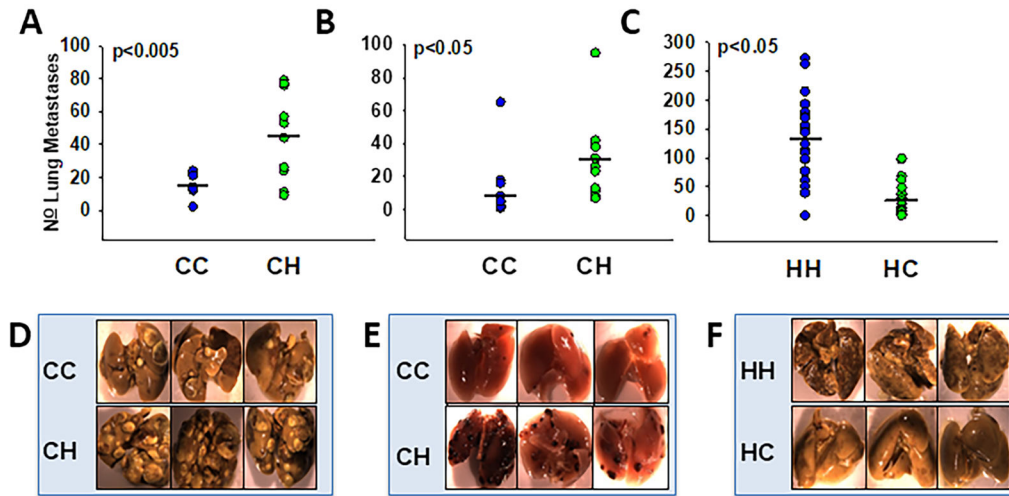 A
B
C
p<0.005
p<0.05
p<0.05
Nº Lung Metastases
100
80
60
40
20
0
100
80
60
40
20
0
300
250
200
150
100
50
0
CC CH
CC CH
HH HC
D
CC
CH
E
CC
CH
F
HH
HC